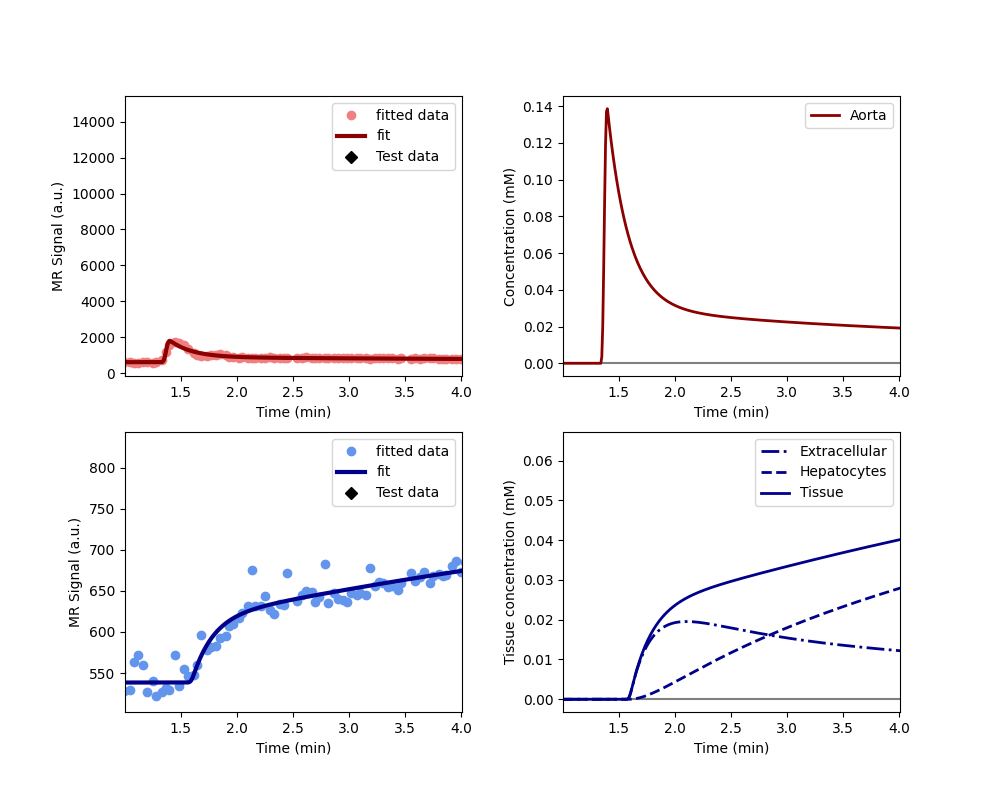 MR Signal (a.u.)
14000
12000
10000
8000
6000
4000
2000
0
1.5
2.0
2.5
3.0
3.5
4.0
Time (min)
fitted data
fit
Test data
Concentration (mM)
0.14
0.12
0.10
0.08
0.06
0.04
0.02
0.00
1.5
2.0
2.5
3.0
3.5
4.0
Time (min)
Aorta
MR Signal (a.u.)
800
750
700
650
600
550
1.5
2.0
2.5
3.0
3.5
4.0
Time (min)
fitted data
fit
Test data
Tissue concentration (mM)
0.06
0.05
0.04
0.03
0.02
0.01
0.00
1.5
2.0
2.5
3.0
3.5
4.0
Time (min)
Extracellular
Hepatocytes
Tissue